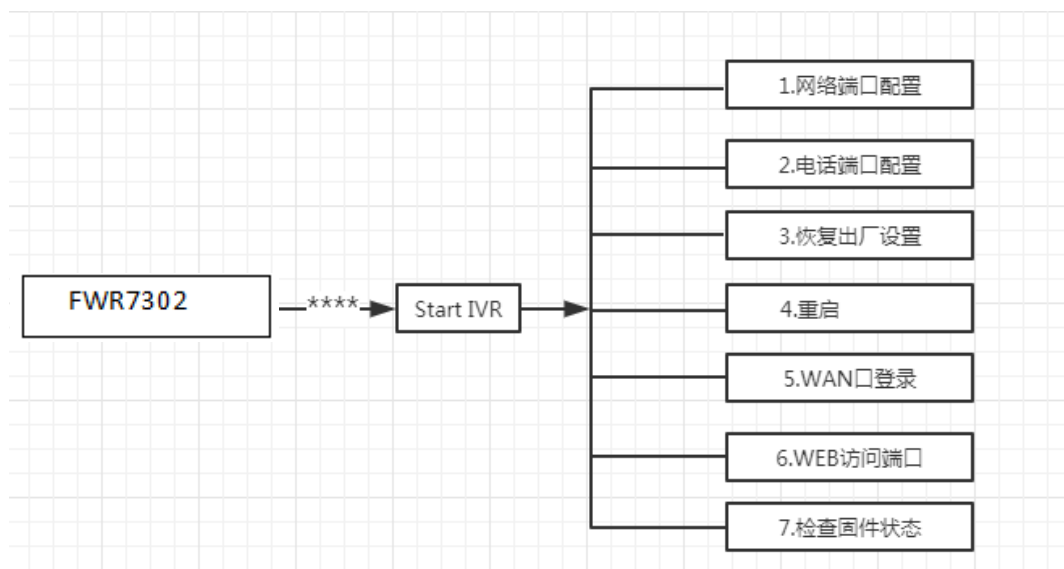 1.网络端口配置
2.电话端口配置
3.恢复出厂设置
FWR7302
****
Start IVR
4.重启
5.WAN口登录
6.WEB访问端口
7.检查固件状态